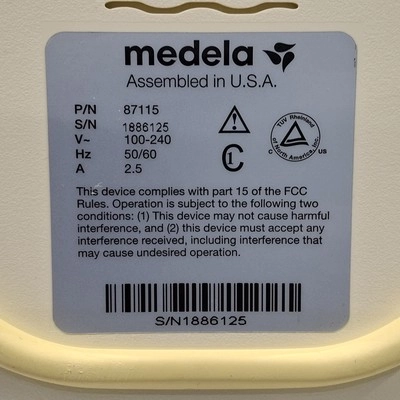 medela
Assembled in U.S.A.
P/N 87115
S/N 1886125
V~ 100-240
Hz 50/60
A 2.5
C 1
TUV Rheinland
of North America, Inc.
C US
This device complies with part 15 of the FCC
Rules. Operation is subject to the following two
conditions: (1) This device may not cause harmful
interference, and (2) this device must accept any
interference received, including interference that
may cause undesired operation.
S/N1886125